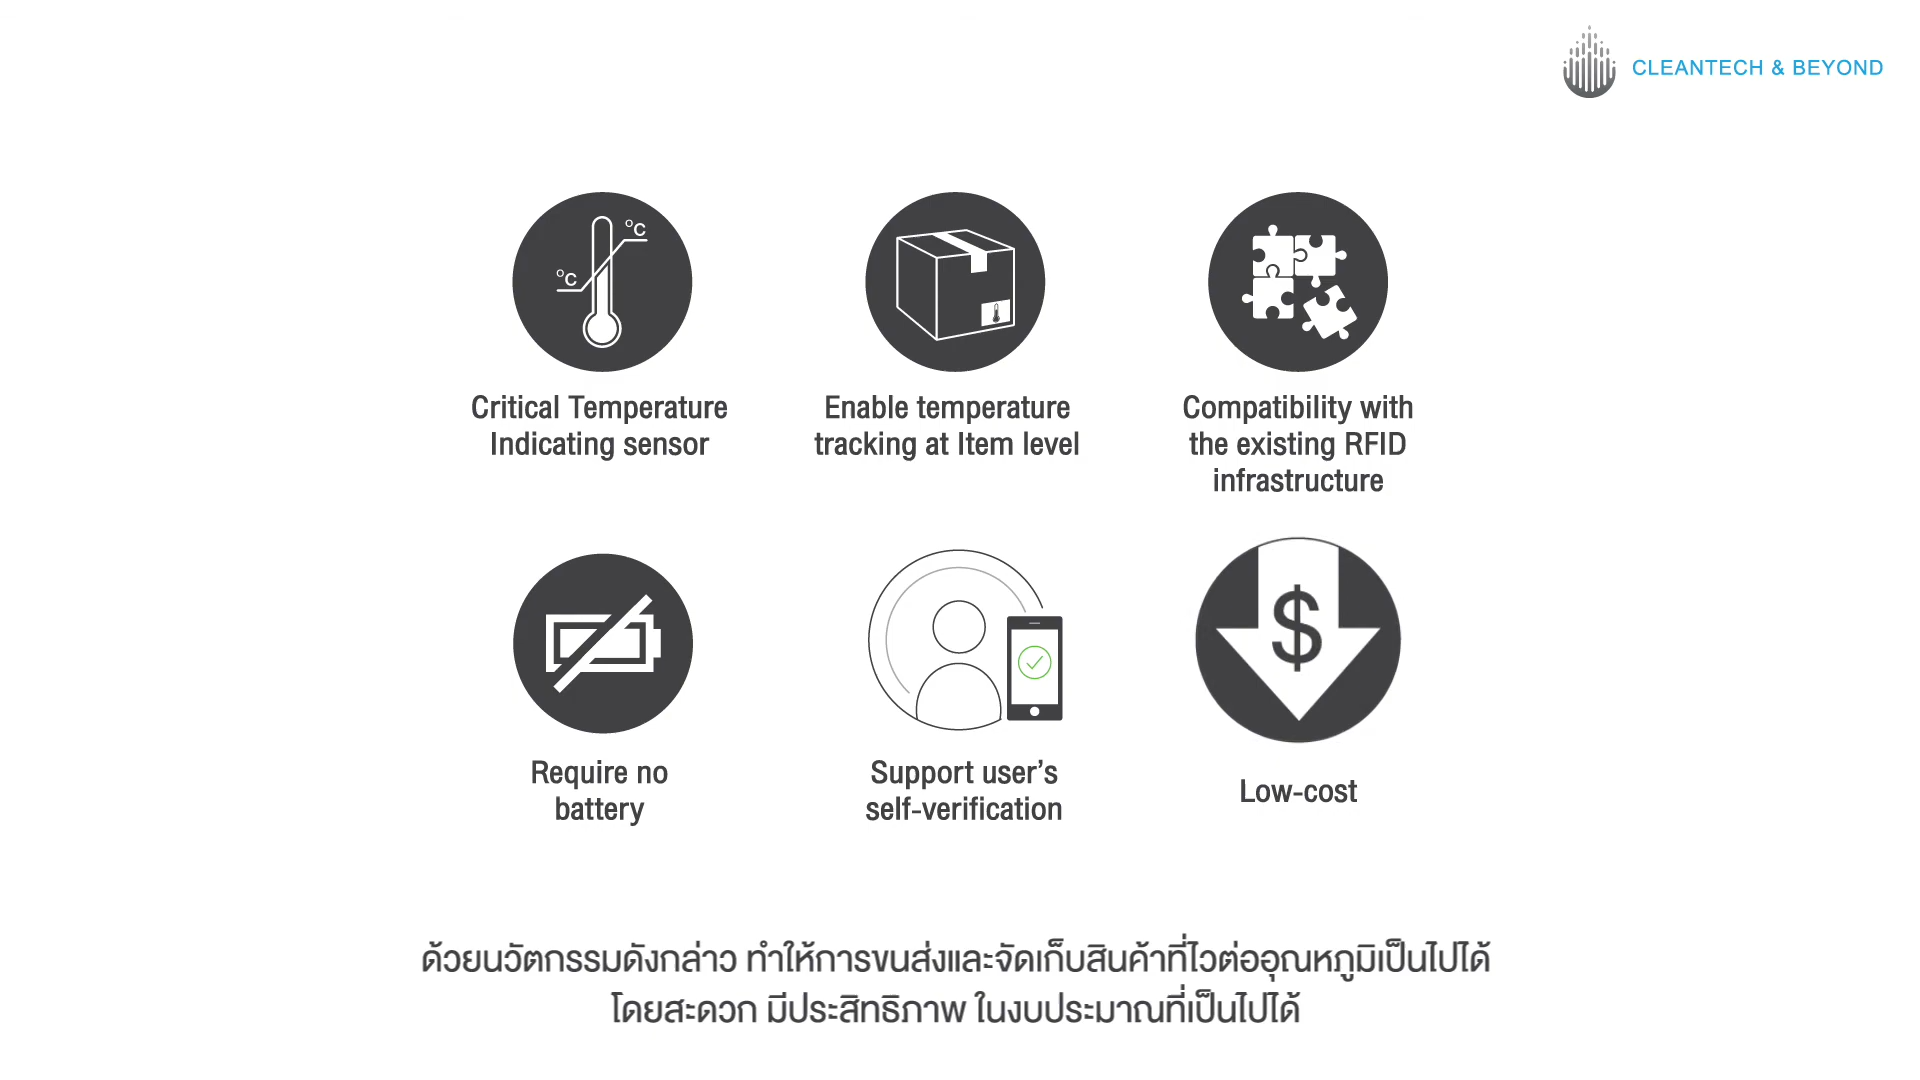 CLEANTECH & BEYOND
°C
°C
Critical Temperature
Indicating sensor
Enable temperature
tracking at Item level
Compatibility with
the existing RFID
infrastructure
$
Require no
battery
Support user’s
self-verification
Low-cost
ด้วยนวัตกรรมดังกล่าว ทำให้การขนส่งและจัดเก็บสินค้าที่ไวต่ออุณหภูมิเป็นไปได้
โดยสะดวก มีประสิทธิภาพ ในงบประมาณที่เป็นไปได้